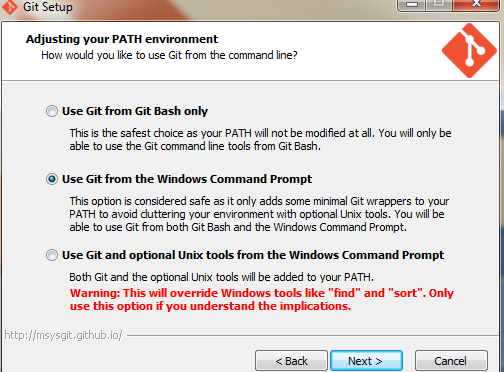 Git Setup
Adjusting your PATH environment
How would you like to use Git from the command line?
Use Git from Git Bash only
This is the safest choice as your PATH will not be modified at all. You will only be
able to use the Git command line tools from Git Bash.
Use Git from the Windows Command Prompt
This option is considered safe as it only adds some minimal Git wrappers to your
PATH to avoid cluttering your environment with optional Unix tools. You will be
able to use Git from both Git Bash and the Windows Command Prompt.
Use Git and optional Unix tools from the Windows Command Prompt
Both Git and the optional Unix tools will be added to your PATH.
Warning: This will override Windows tools like "find" and "sort". Only
use this option if you understand the implications.
http://msysgit.github.io/
< Back Next > Cancel